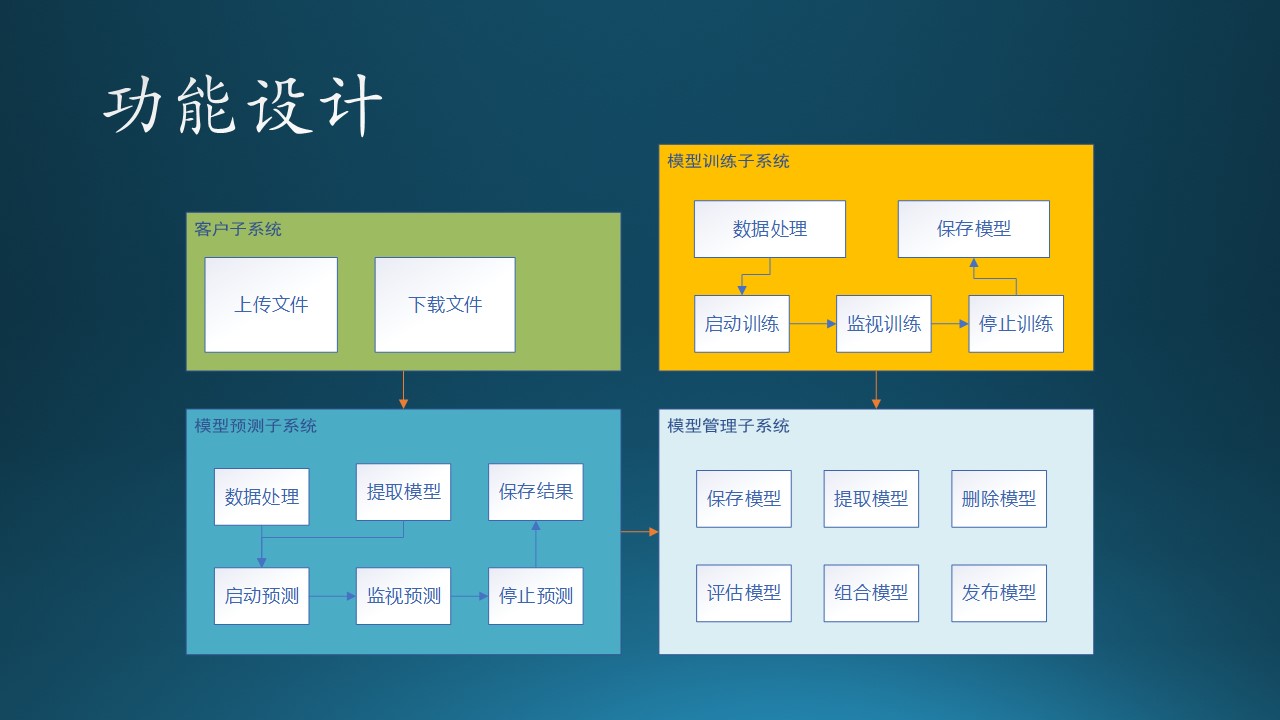 功能设计
客户子系统
上传文件
下载文件
模型训练子系统
数据处理
保存模型
启动训练
监视训练
停止训练
模型预测子系统
数据处理
提取模型
保存结果
启动预测
监视预测
停止预测
模型管理子系统
保存模型
提取模型
删除模型
评估模型
组合模型
发布模型